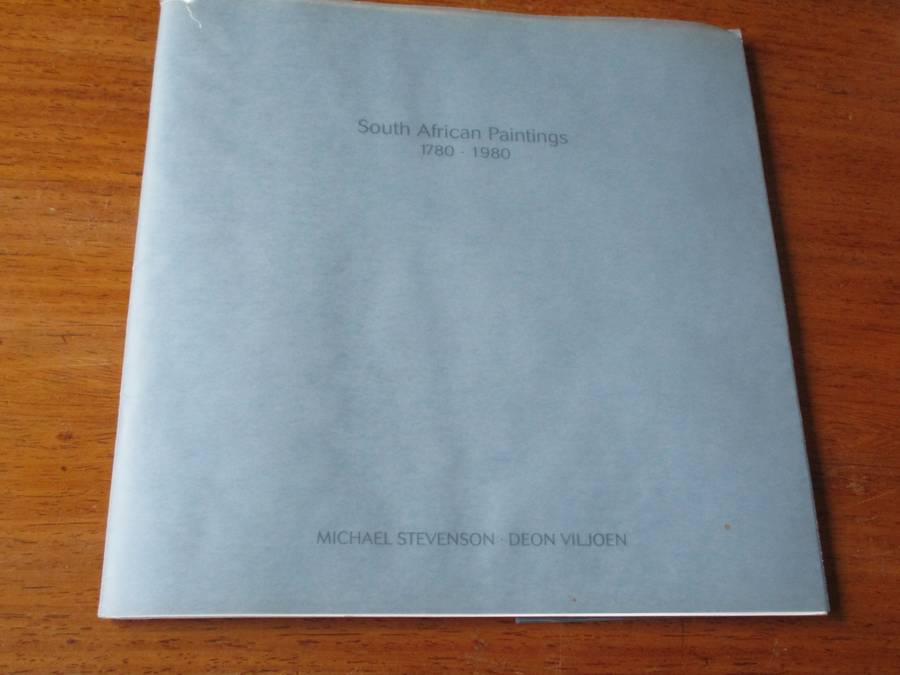 South African Paintings
1780 - 1980
MICHAEL STEVENSON · DEON VILJOEN